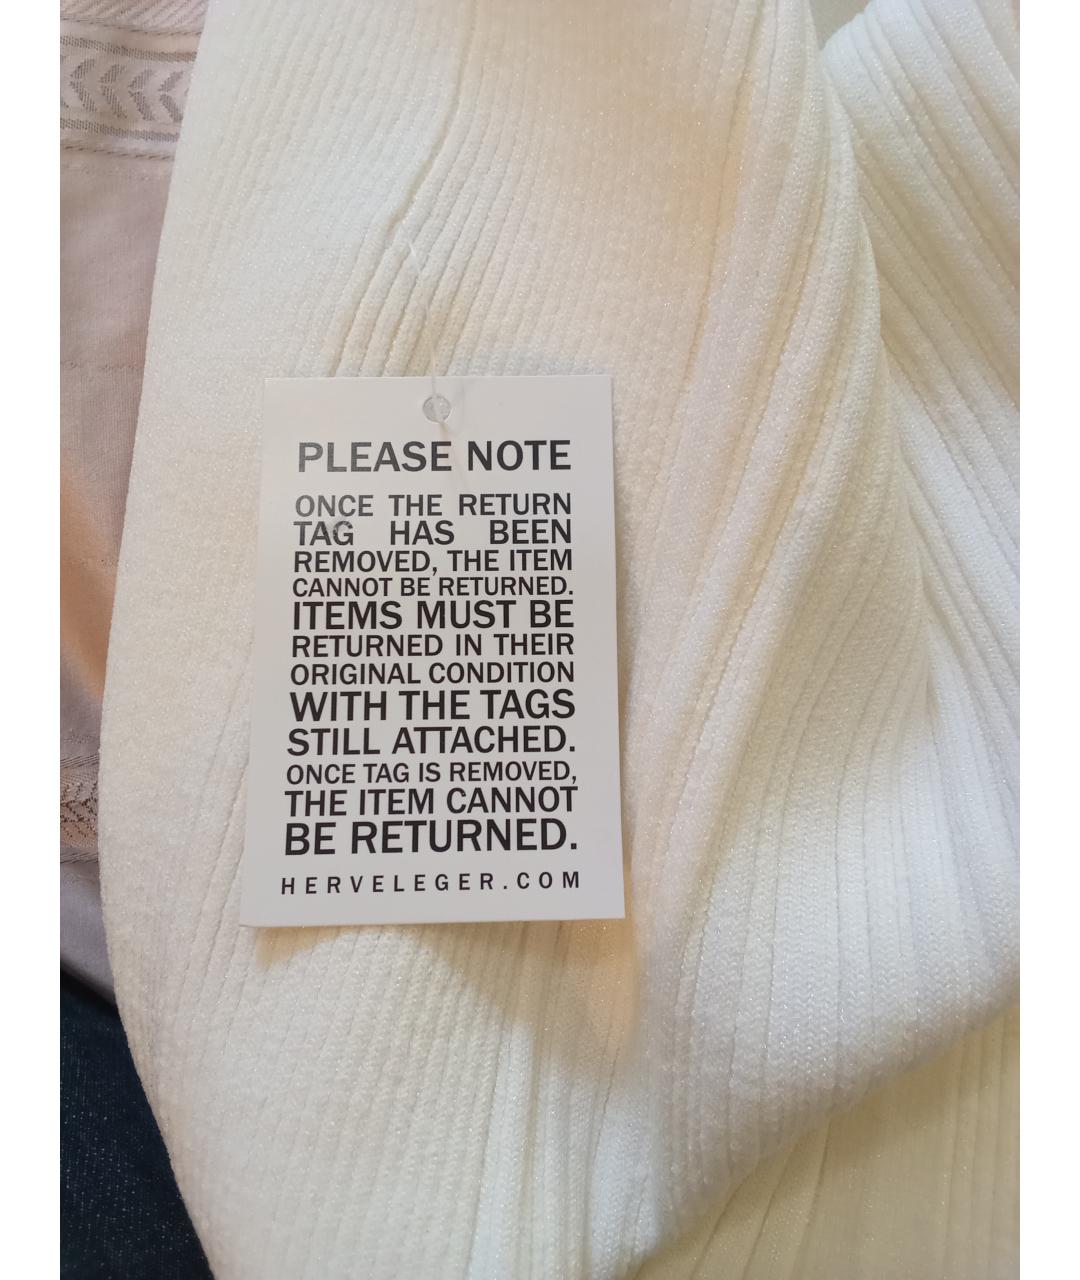 PLEASE NOTE
ONCE THE RETURN
TAG HAS BEEN
REMOVED, THE ITEM
CANNOT BE RETURNED.
ITEMS MUST BE
RETURNED IN THEIR
ORIGINAL CONDITION
WITH THE TAGS
STILL ATTACHED.
ONCE TAG IS REMOVED,
THE ITEM CANNOT
BE RETURNED.
HERVELEGER.COM